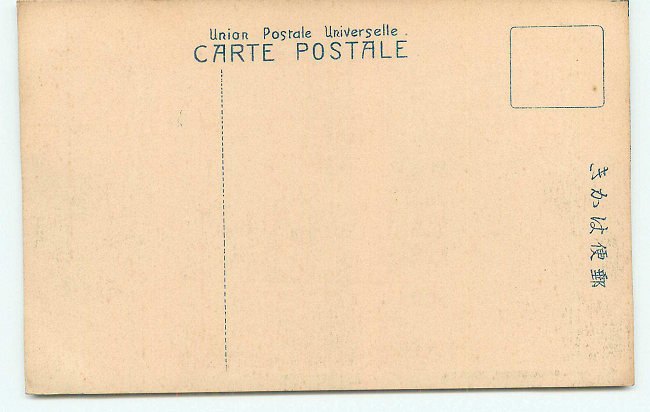 Union Postale Universelle.
CARTE POSTALE
郵便はかき